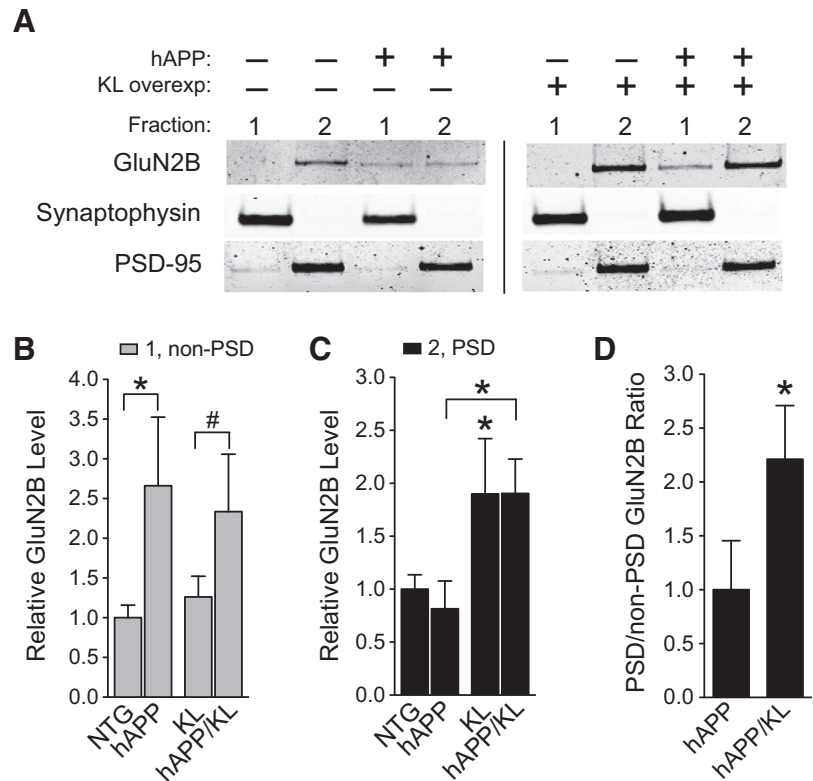 A
hAPP: — — + + — — + +
KL overexp: — — — — + + + +
Fraction: 1 2 1 2 1 2 1 2
GluN2B
Synaptophysin
PSD-95
B
1, non-PSD
Relative GluN2B Level
4.0
3.5
3.0
2.5
2.0
1.5
1.0
0.5
0.0
*
#
NTG
hAPP
KL
hAPP/KL
C
2, PSD
Relative GluN2B Level
3.0
2.5
2.0
1.5
1.0
0.5
0.0
*
*
NTG
hAPP
KL
hAPP/KL
D
PSD/non-PSD GluN2B Ratio
3.0
2.5
2.0
1.5
1.0
0.5
0.0
*
hAPP
hAPP/KL